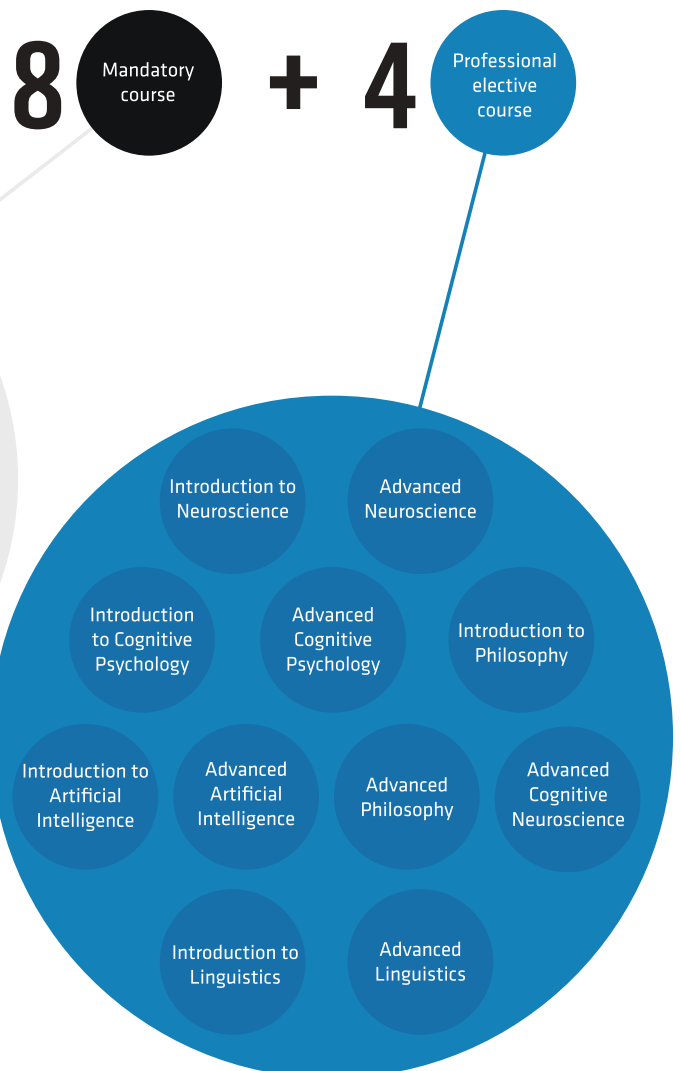 8
Mandatory
course
+
4
Professional
elective
course
Introduction to
Neuroscience
Advanced
Neuroscience
Introduction
to Cognitive
Psychology
Advanced
Cognitive
Psychology
Introduction to
Philosophy
Introduction to
Artificial
Intelligence
Advanced
Artificial
Intelligence
Advanced
Philosophy
Advanced
Cognitive
Neuroscience
Introduction to
Linguistics
Advanced
Linguistics